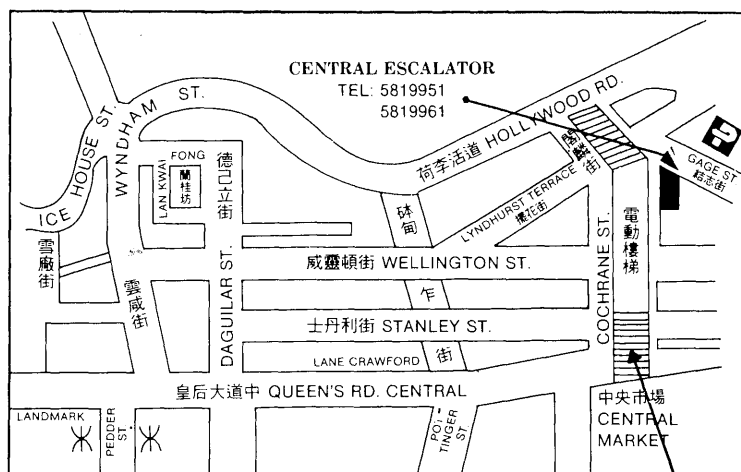 CENTRAL ESCALATOR
TEL: 5819951
5819961
ICE HOUSE ST.
雪廠街
WYNDHAM ST.
雲咸街
LAN KWAI FONG
蘭桂坊
德己立街
DAGUILAR ST.
荷李活道 HOLLYWOOD RD.
閣麟街
COCHRANE ST.
電動樓梯
GAGE ST.
結志街
LYNDHURST TERRACE
擺花街
砵甸乍街
威靈頓街 WELLINGTON ST.
士丹利街 STANLEY ST.
LANE CRAWFORD
皇后大道中 QUEEN'S RD. CENTRAL
LANDMARK
PEDDER ST.
POT-TINGER ST.
中央市場
CENTRAL
MARKET